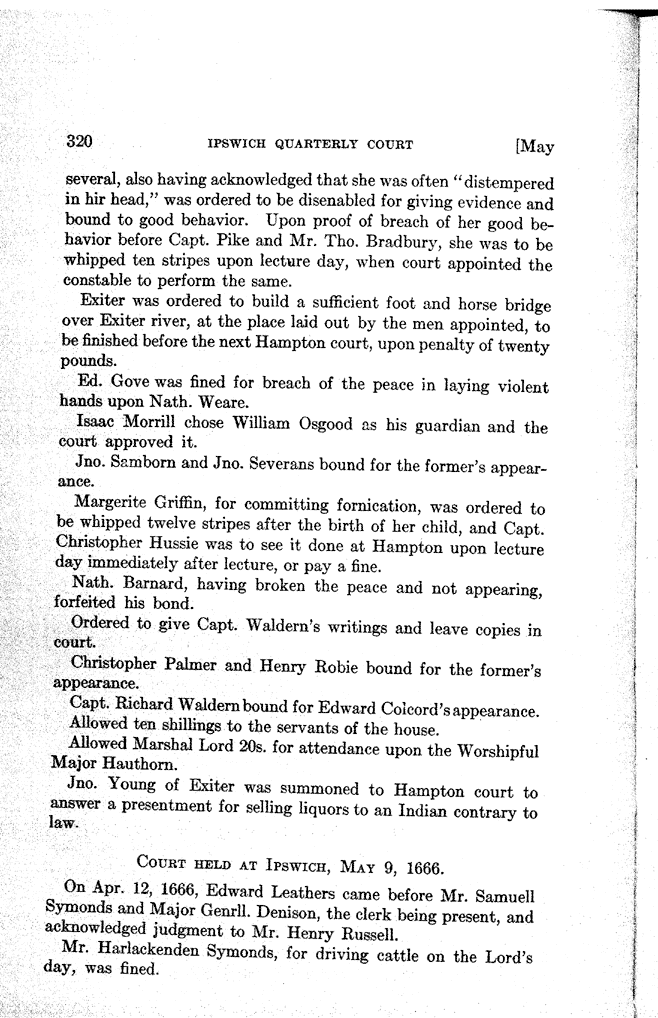 320 IPSWICH QUARTERLY COURT [May
several, also having acknowledged that she was often "distempered
in hir head," was ordered to be disenabled for giving evidence and
bound to good behavior. Upon proof of breach of her good be-
havior before Capt. Pike and Mr. Tho. Bradbury, she was to be
whipped ten stripes upon lecture day, when court appointed the
constable to perform the same.
Exiter was ordered to build a sufficient foot and horse bridge
over Exiter river, at the place laid out by the men appointed, to
be finished before the next Hampton court, upon penalty of twenty
pounds.
Ed. Gove was fined for breach of the peace in laying violent
hands upon Nath. Weare.
Isaac Morrill chose William Osgood as his guardian and the
court approved it.
Jno. Samborn and Jno. Severans bound for the former's appear-
ance.
Margerite Griffin, for committing fornication, was ordered to
be whipped twelve stripes after the birth of her child, and Capt.
Christopher Hussie was to see it done at Hampton upon lecture
day immediately after lecture, or pay a fine.
Nath. Barnard, having broken the peace and not appearing,
forfeited his bond.
Ordered to give Capt. Waldern's writings and leave copies in
court.
Christopher Palmer and Henry Robie bound for the former's
appearance.
Capt. Richard Waldern bound for Edward Colcord's appearance.
Allowed ten shillings to the servants of the house.
Allowed Marshal Lord 20s. for attendance upon the Worshipful
Major Hauthorn.
Jno. Young of Exiter was summoned to Hampton court to
answer a presentment for selling liquors to an Indian contrary to
law.
COURT HELD AT IPSWICH, MAY 9, 1666.
On Apr. 12, 1666, Edward Leathers came before Mr. Samuell
Symonds and Major Genrll. Denison, the clerk being present, and
acknowledged judgment to Mr. Henry Russell.
Mr. Harlackenden Symonds, for driving cattle on the Lord's
day, was fined.